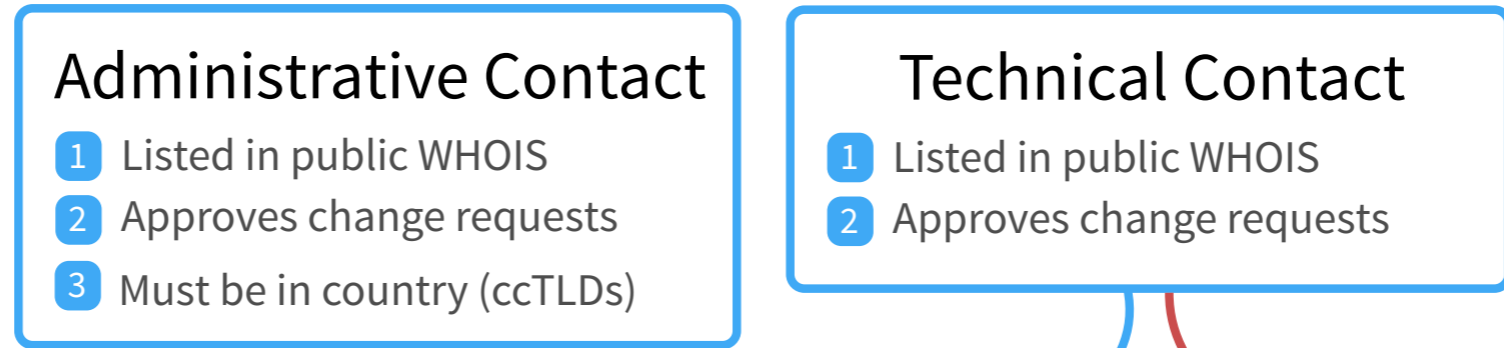 Administrative Contact
1 Listed in public WHOIS
2 Approves change requests
3 Must be in country (ccTLDs)
Technical Contact
1 Listed in public WHOIS
2 Approves change requests